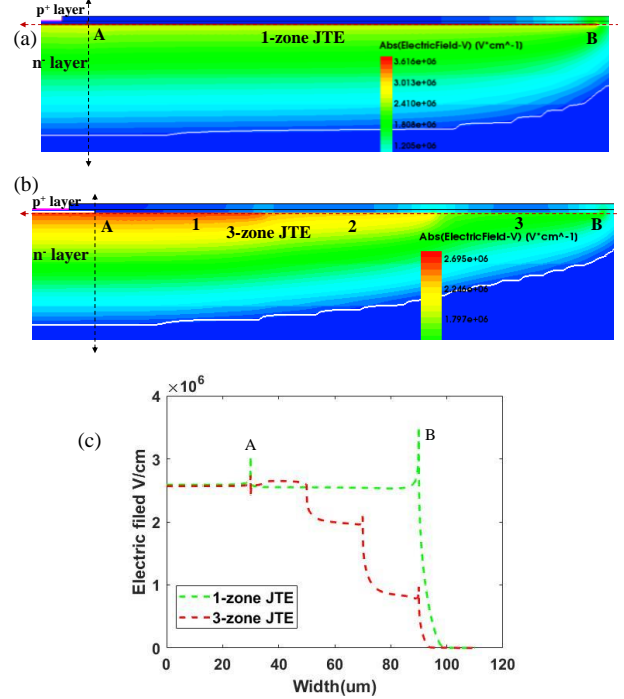 p+ layer
(a)
A
1-zone JTE
B
n- layer
Abs(ElectricField-V) (V*cm^-1)
3.616e+06
3.013e+06
2.410e+06
1.808e+06
1.205e+06
(b)
p+ layer
A
1
2
3
B
3-zone JTE
n- layer
Abs(ElectricField-V) (V*cm^-1)
2.695e+06
2.246e+06
1.797e+06
(c)
×10^6
4
3
2
1
0
Electric filed V/cm
A
B
1-zone JTE
3-zone JTE
0 20 40 60 80 100 120
Width(um)